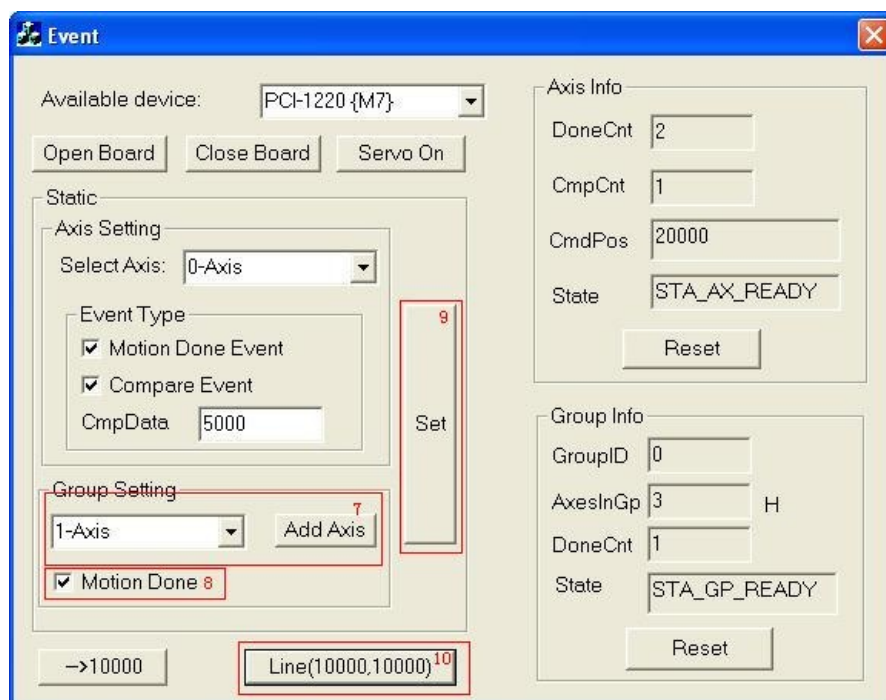 Event
Available device: PCI-1220 {M7}
Open Board Close Board Servo On
Static
Axis Setting
Select Axis: 0-Axis
Event Type
Motion Done Event
Compare Event
CmpData 5000
9
Set
Group Setting
7
1-Axis Add Axis
Motion Done 8
->10000 Line(10000,10000) 10
Axis Info
DoneCnt 2
CmpCnt 1
CmdPos 20000
State STA_AX_READY
Reset
Group Info
GroupID 0
AxesInGp 3 H
DoneCnt 1
State STA_GP_READY
Reset